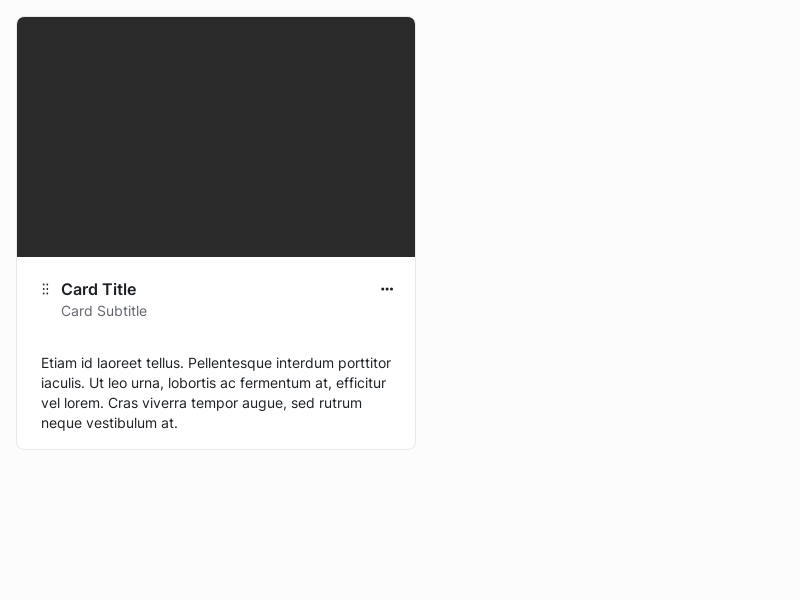 Card Title
Card Subtitle
Etiam id laoreet tellus. Pellentesque interdum porttitor
iaculis. Ut leo urna, lobortis ac fermentum at, efficitur
vel lorem. Cras viverra tempor augue, sed rutrum
neque vestibulum at.